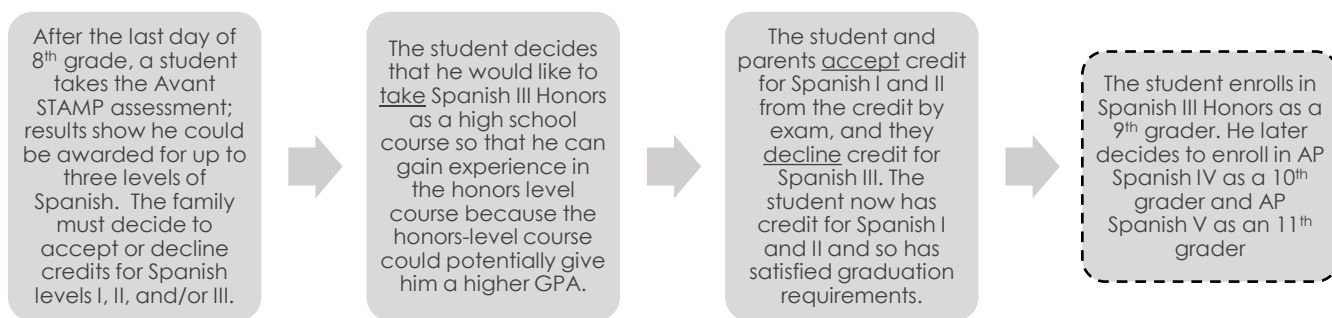 After the last day of
8th grade, a student
takes the Avant
STAMP assessment;
results show he could
be awarded for up to
three levels of
Spanish. The family
must decide to
accept or decline
credits for Spanish
levels I, II, and/or III.
The student decides
that he would like to
take Spanish III Honors
as a high school
course so that he can
gain experience in
the honors level
course because the
honors-level course
could potentially give
him a higher GPA.
The student and
parents accept credit
for Spanish I and II
from the credit by
exam, and they
decline credit for
Spanish III. The
student now has
credit for Spanish I
and II and so has
satisfied graduation
requirements.
The student enrolls in
Spanish III Honors as a
9th grader. He later
decides to enroll in AP
Spanish IV as a 10th
grader and AP
Spanish V as an 11th
grader